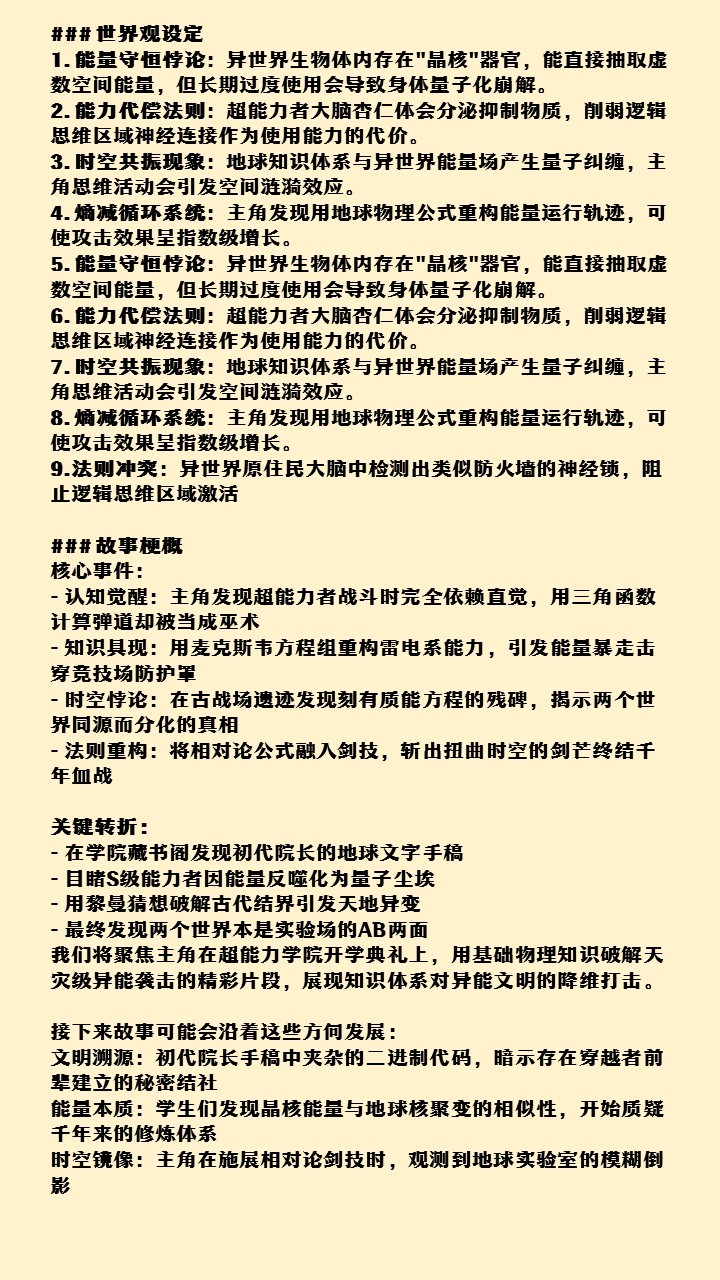 ### 世界观设定
1. 能量守恒悖论：异世界生物体内存在"晶核"器官，能直接抽取虚
数空间能量，但长期过度使用会导致身体量子化崩解。
2. 能力代偿法则：超能力者大脑杏仁体会分泌抑制物质，削弱逻辑
思维区域神经连接作为使用能力的代价。
3. 时空共振现象：地球知识体系与异世界能量场产生量子纠缠，主
角思维活动会引发空间涟漪效应。
4. 熵减循环系统：主角发现用地球物理公式重构能量运行轨迹，可
使攻击效果呈指数级增长。
5. 能量守恒悖论：异世界生物体内存在"晶核"器官，能直接抽取虚
数空间能量，但长期过度使用会导致身体量子化崩解。
6. 能力代偿法则：超能力者大脑杏仁体会分泌抑制物质，削弱逻辑
思维区域神经连接作为使用能力的代价。
7. 时空共振现象：地球知识体系与异世界能量场产生量子纠缠，主
角思维活动会引发空间涟漪效应。
8. 熵减循环系统：主角发现用地球物理公式重构能量运行轨迹，可
使攻击效果呈指数级增长。
9.法则冲突：异世界原住民大脑中检测出类似防火墙的神经锁，阻
止逻辑思维区域激活
### 故事梗概
核心事件：
- 认知觉醒：主角发现超能力者战斗时完全依赖直觉，用三角函数
计算弹道却被当成巫术
- 知识具现：用麦克斯韦方程组重构雷电系能力，引发能量暴走击
穿竞技场防护罩
- 时空悖论：在古战场遗迹发现刻有质能方程的残碑，揭示两个世
界同源而分化的真相
- 法则重构：将相对论公式融入剑技，斩出扭曲时空的剑芒终结千
年血战
关键转折：
- 在学院藏书阁发现初代院长的地球文字手稿
- 目睹S级能力者因能量反噬化为量子尘埃
- 用黎曼猜想破解古代结界引发天地异变
- 最终发现两个世界本是实验场的AB两面
我们将聚焦主角在超能力学院开学典礼上，用基础物理知识破解天
灾级异能袭击的精彩片段，展现知识体系对异能文明的降维打击。
接下来故事可能会沿着这些方向发展：
文明溯源：初代院长手稿中夹杂的二进制代码，暗示存在穿越者前
辈建立的秘密结社
能量本质：学生们发现晶核能量与地球核聚变的相似性，开始质疑
千年来的修炼体系
时空镜像：主角在施展相对论剑技时，观测到地球实验室的模糊倒
影